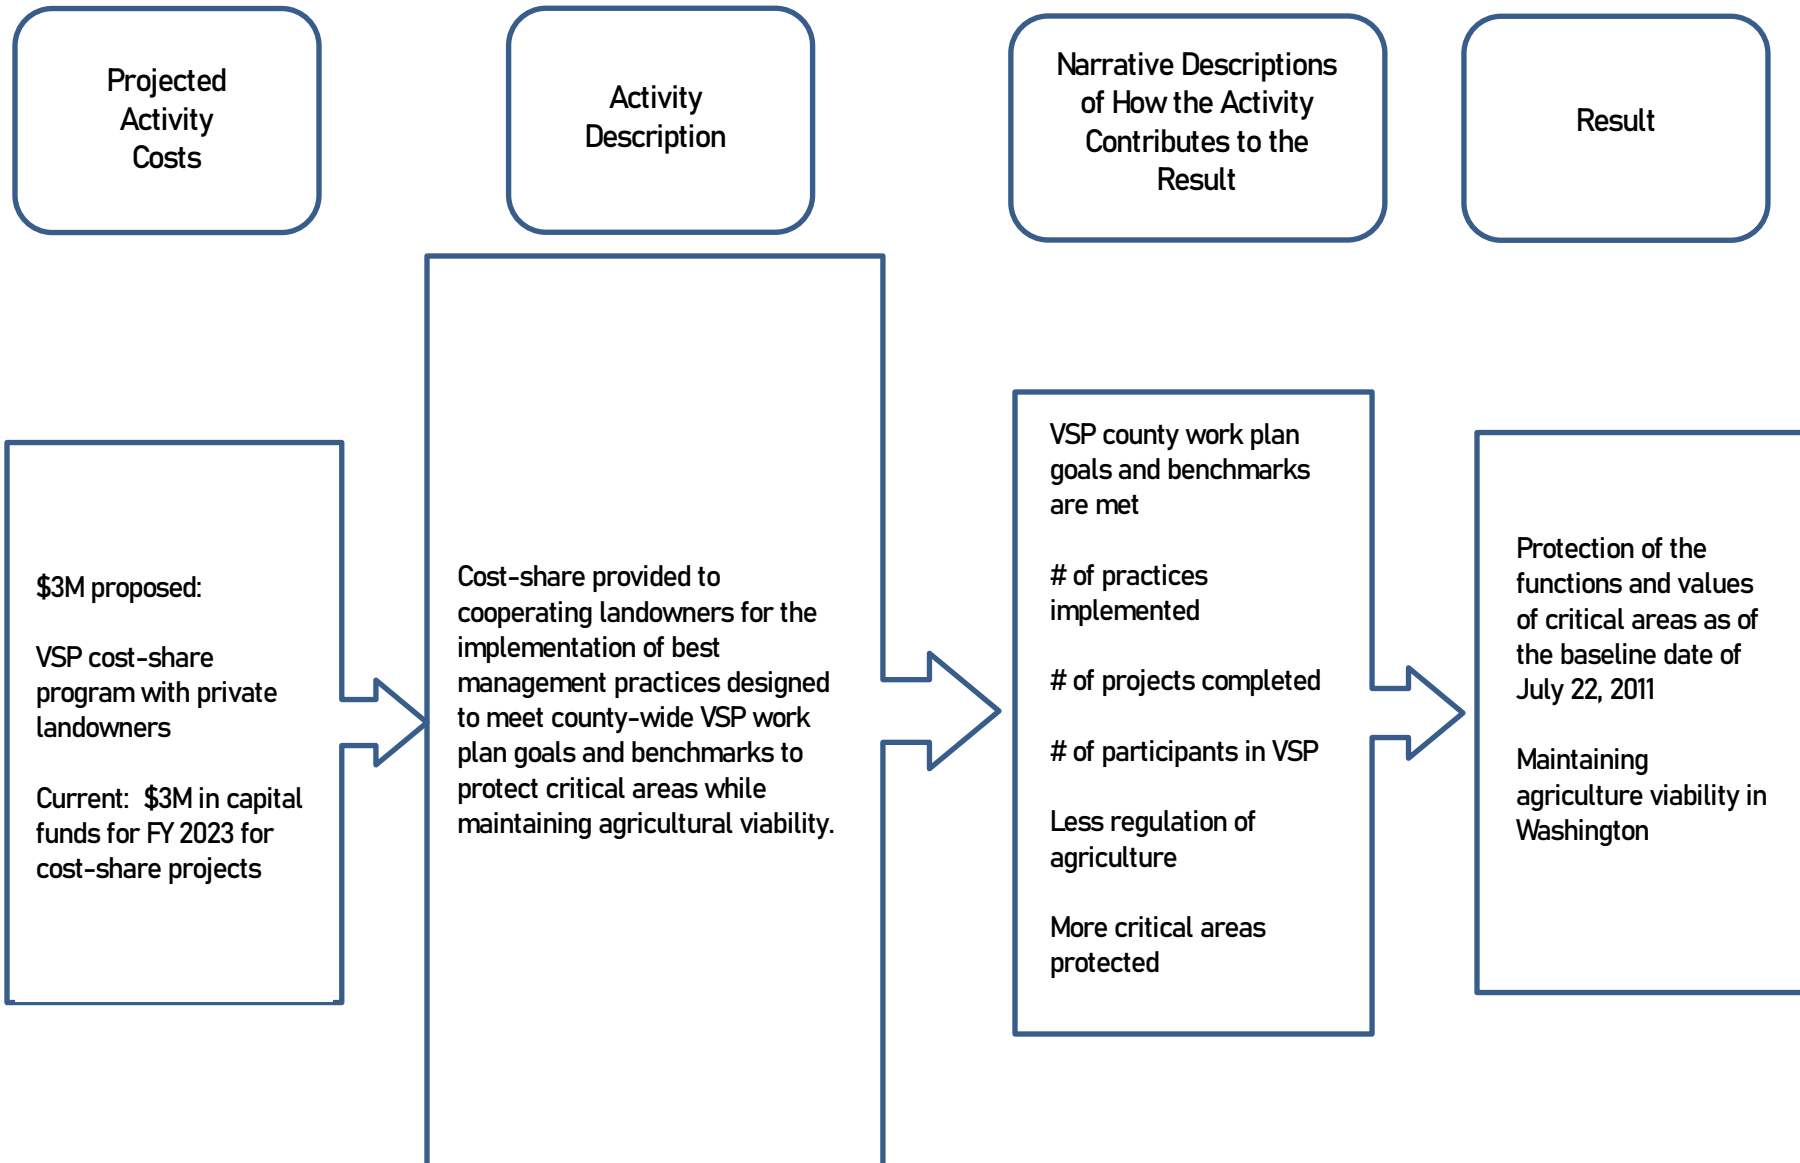 Projected
Activity
Costs
Activity
Description
Narrative Descriptions
of How the Activity
Contributes to the
Result
Result
$3M proposed:
VSP cost-share
program with private
landowners
Current:  $3M in capital
funds for FY 2023 for
cost-share projects
Cost-share provided to
cooperating landowners for the
implementation of best
management practices designed
to meet county-wide VSP work
plan goals and benchmarks to
protect critical areas while
maintaining agricultural viability.
VSP county work plan
goals and benchmarks
are met
# of practices
implemented
# of projects completed
# of participants in VSP
Less regulation of
agriculture
More critical areas
protected
Protection of the
functions and values
of critical areas as of
the baseline date of
July 22, 2011
Maintaining
agriculture viability in
Washington